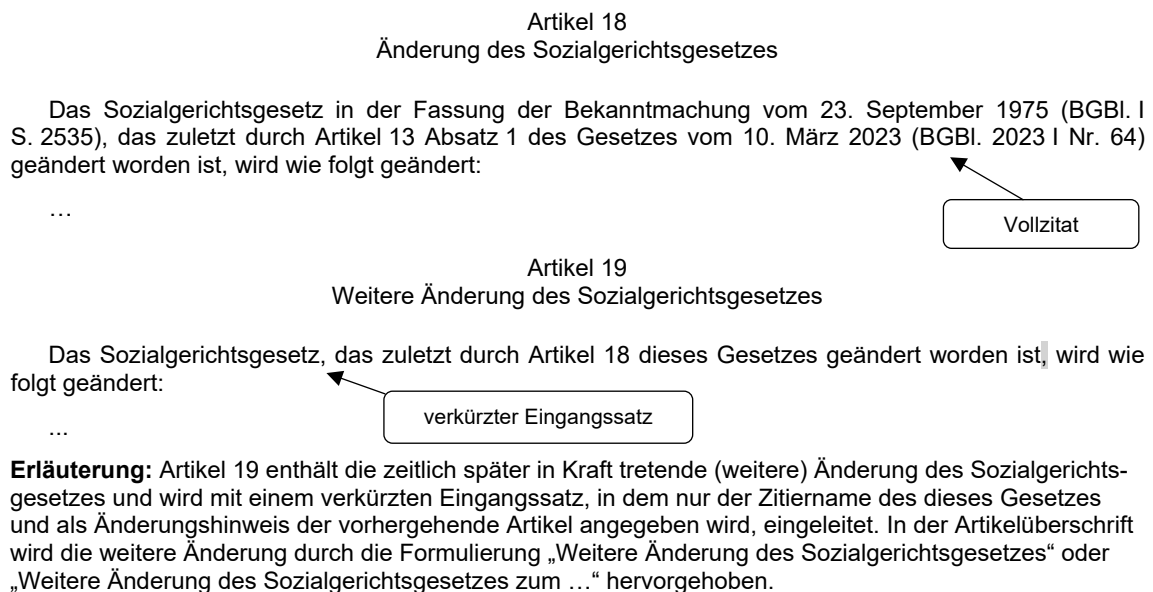 Artikel 18
Änderung des Sozialgerichtsgesetzes
Das Sozialgerichtsgesetz in der Fassung der Bekanntmachung vom 23. September 1975 (BGBl. I
S. 2535), das zuletzt durch Artikel 13 Absatz 1 des Gesetzes vom 10. März 2023 (BGBl. 2023 I Nr. 64)
geändert worden ist, wird wie folgt geändert:
…
Vollzitat
Artikel 19
Weitere Änderung des Sozialgerichtsgesetzes
Das Sozialgerichtsgesetz, das zuletzt durch Artikel 18 dieses Gesetzes geändert worden ist, wird wie
folgt geändert:
verkürzter Eingangssatz
...
Erläuterung: Artikel 19 enthält die zeitlich später in Kraft tretende (weitere) Änderung des Sozialgerichts-
gesetzes und wird mit einem verkürzten Eingangssatz, in dem nur der Zitiername des dieses Gesetzes
und als Änderungshinweis der vorhergehende Artikel angegeben wird, eingeleitet. In der Artikelüberschrift
wird die weitere Änderung durch die Formulierung „Weitere Änderung des Sozialgerichtsgesetzes“ oder
„Weitere Änderung des Sozialgerichtsgesetzes zum …“ hervorgehoben.